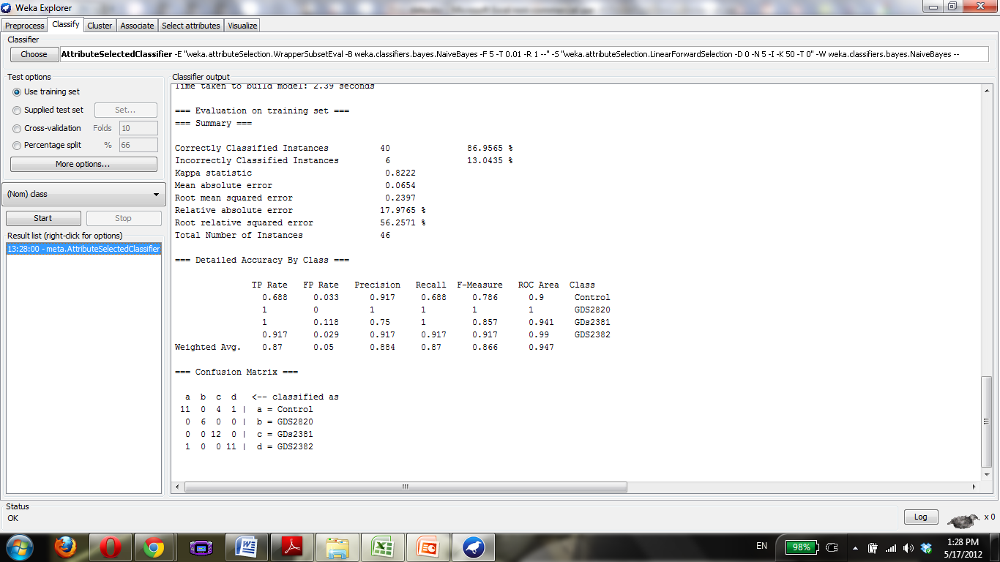 Weka Explorer
Preprocess Classify Cluster Associate Select attributes Visualize
Classifier
Choose AttributeSelectedClassifier -E "weka.attributeSelection.WrapperSubsetEval -B weka.classifiers.bayes.NaiveBayes -F 5 -T 0.01 -R 1 --" -S "weka.attributeSelection.LinearForwardSelection -D 0 -N 5 -I -K 50 -T 0" -W weka.classifiers.bayes.NaiveBayes --
Test options
Use training set
Supplied test set Set...
Cross-validation Folds 10
Percentage split % 66
More options...
(Nom) class
Start Stop
Result list (right-click for options)
13:28:00 - meta.AttributeSelectedClassifier
Classifier output
Time taken to build model: 2.39 seconds
=== Evaluation on training set ===
=== Summary ===
Correctly Classified Instances 40 86.9565 %
Incorrectly Classified Instances 6 13.0435 %
Kappa statistic 0.8222
Mean absolute error 0.0654
Root mean squared error 0.2397
Relative absolute error 17.9765 %
Root relative squared error 56.2571 %
Total Number of Instances 46
=== Detailed Accuracy By Class ===
TP Rate FP Rate Precision Recall F-Measure ROC Area Class
0.688 0.033 0.917 0.688 0.786 0.9 Control
1 0 1 1 1 1 GDS2820
1 0.118 0.75 1 0.857 0.941 GDs2381
0.917 0.029 0.917 0.917 0.917 0.99 GDS2382
Weighted Avg. 0.87 0.05 0.884 0.87 0.866 0.947
=== Confusion Matrix ===
a b c d <-- classified as
11 0 4 1 | a = Control
0 6 0 0 | b = GDS2820
0 0 12 0 | c = GDs2381
1 0 0 11 | d = GDS2382
Status
OK
Log
x 0
EN
98%
1:28 PM
5/17/2012